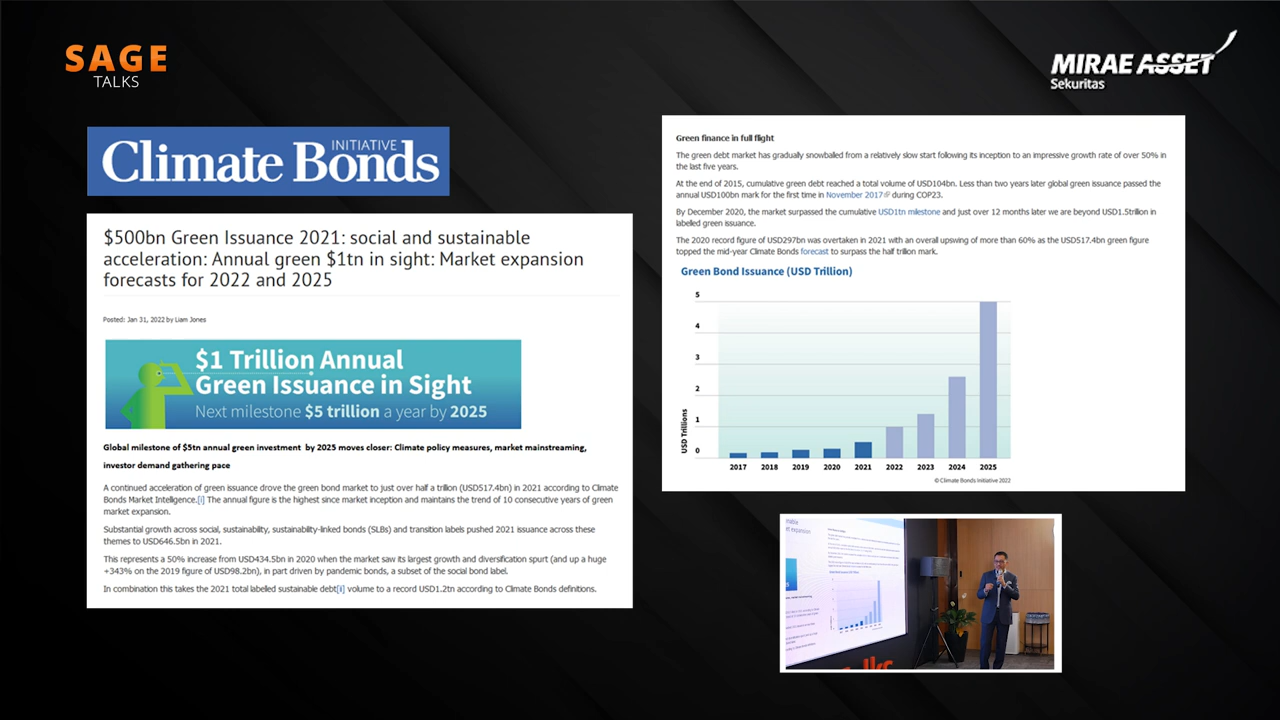 SAGE
TALKS
MIRAE ASSET
Sekuritas
Climate Bonds
INITIATIVE
$500bn Green Issuance 2021: social and sustainable
acceleration: Annual green $1tn in sight: Market expansion
forecasts for 2022 and 2025
Posted: Jan 31, 2022 by Liam Jones
$1 Trillion Annual
Green Issuance in Sight
Next milestone $5 trillion a year by 2025
Global milestone of $5tn annual green investment by 2025 moves closer: Climate policy measures, market mainstreaming,
investor demand gathering pace
A continued acceleration of green issuance drove the green bond market to just over half a trillion (USD517.4bn) in 2021 according to Climate
Bonds Market Intelligence.[i] The annual figure is the highest since market inception and maintains the trend of 10 consecutive years of green
market expansion.
Substantial growth across social, sustainability, sustainability-linked bonds (SLBs) and transition labels pushed 2021 issuance across these
themes to USD646.5bn in 2021.
This represents a 50% increase from USD434.5bn in 2020 when the market saw its largest growth and diversification spurt (and up a huge
+343% on the 2019 figure of USD98.2bn), in part driven by pandemic bonds, a subset of the social bond label.
In combination this takes the 2021 total labelled sustainable debt[ii] volume to a record USD1.2tn according to Climate Bonds definitions.
Green finance in full flight
The green debt market has gradually snowballed from a relatively slow start following its inception to an impressive growth rate of over 50% in
the last five years.
At the end of 2015, cumulative green debt reached a total volume of USD104bn. Less than two years later global green issuance passed the
annual USD100bn mark for the first time in November 2017 during COP23.
By December 2020, the market surpassed the cumulative USD1tn milestone and just over 12 months later we are beyond USD1.5trillion in
labelled green issuance.
The 2020 record figure of USD297bn was overtaken in 2021 with an overall upswing of more than 60% as the USD517.4bn green figure
topped the mid-year Climate Bonds forecast to surpass the half trillion mark.
Green Bond Issuance (USD Trillion)
5
4
3
2
1
0
USD Trillions
2017 2018 2019 2020 2021 2022 2023 2024 2025
© Climate Bonds Initiative 2022